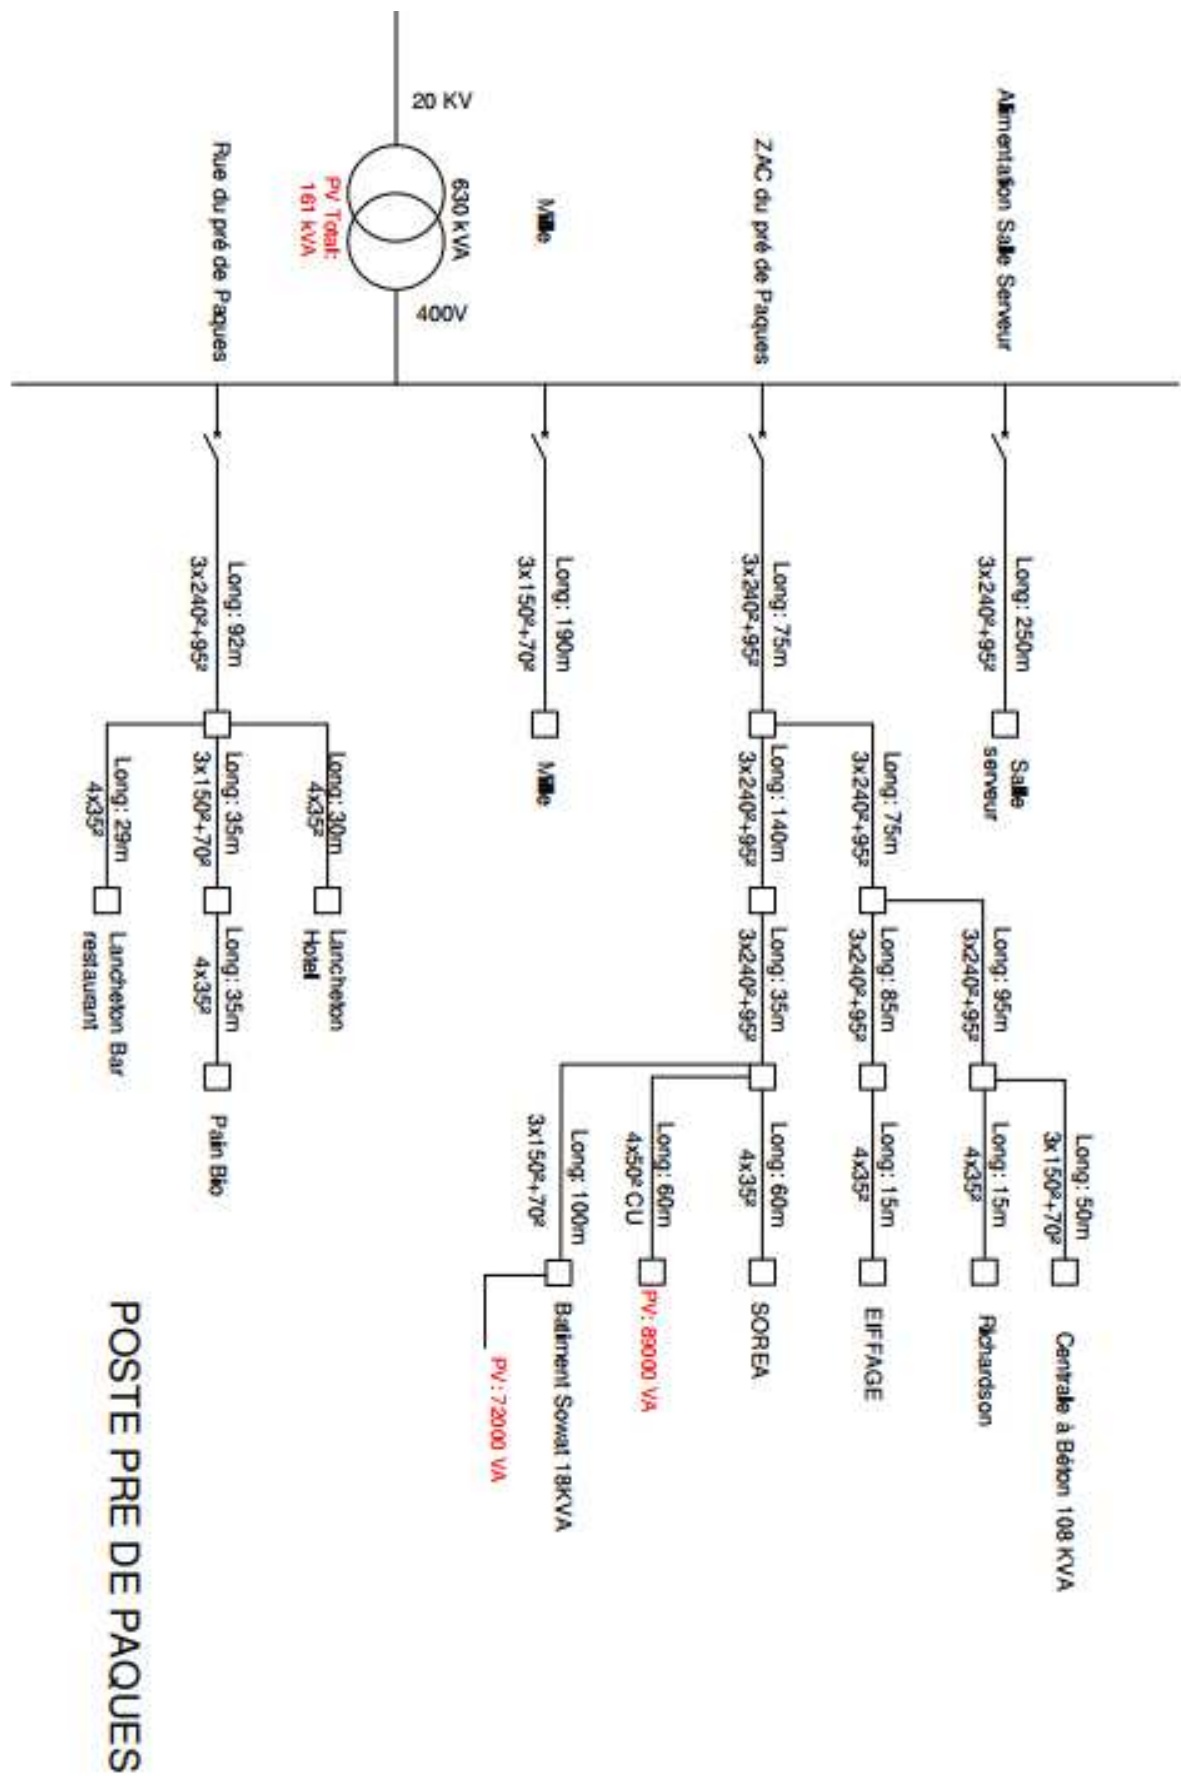 20 KV
630 kVA
PV Total:
161 kVA
400V
Alimentation Salle Serveur
Long: 250m
3x240²+95²
Salle
serveur
ZAC du pré de Paques
Long: 75m
3x240²+95²
Long: 75m
3x240²+95²
Long: 95m
3x240²+95²
Long: 50m
3x150²+70²
Centrale à Béton 108 KVA
Long: 15m
4x35²
Richardson
Long: 85m
3x240²+95²
Long: 15m
4x35²
EIFFAGE
Long: 140m
3x240²+95²
Long: 35m
3x240²+95²
Long: 60m
4x35²
SOREA
Long: 60m
4x50² CU
PV: 89000 VA
Long: 100m
3x150²+70²
Batiment Sowat 18KVA
PV: 72000 VA
Mille
Long: 190m
3x150²+70²
Mille
Rue du pré de Paques
Long: 92m
3x240²+95²
Long: 30m
4x35²
Lancheton
Hotel
Long: 35m
3x150²+70²
Long: 35m
4x35²
Pain Bio
Long: 29m
4x35²
Lancheton Bar
restaurant
POSTE PRE DE PAQUES